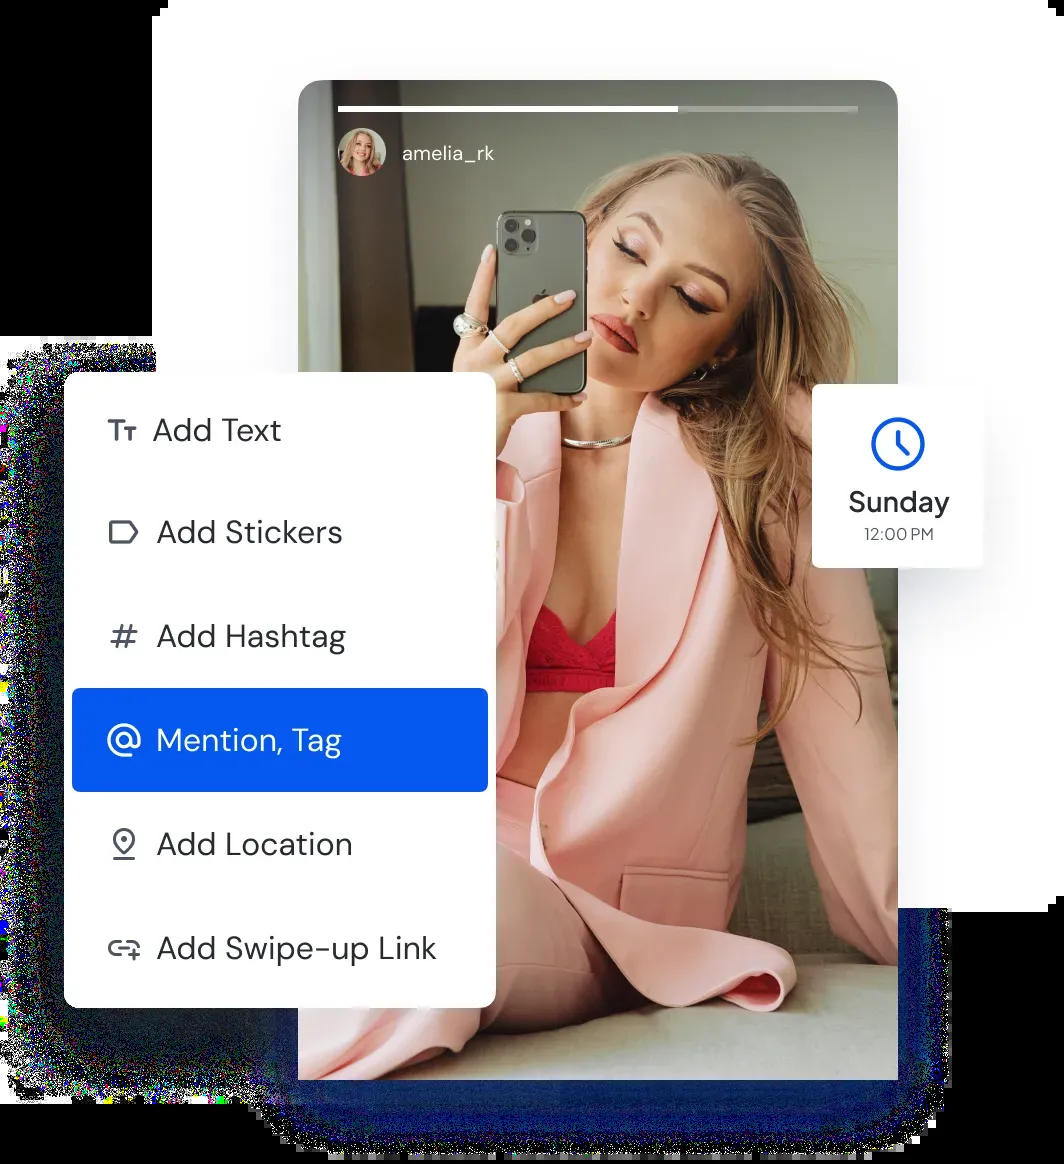 amelia_rk
Add Text
Add Stickers
Add Hashtag
Mention, Tag
Add Location
Add Swipe-up Link
Sunday
12:00 PM